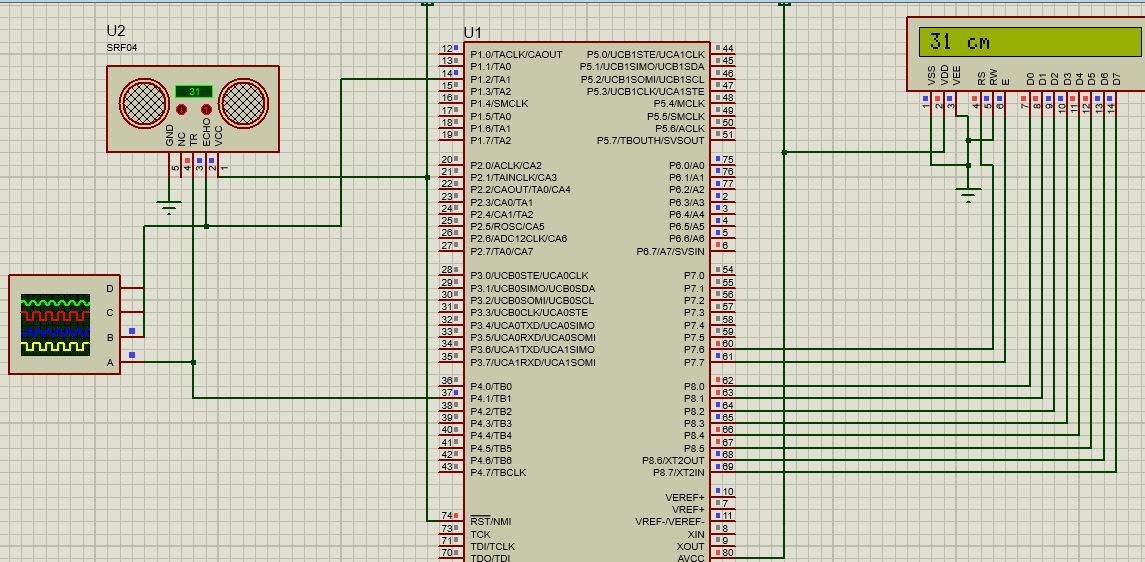 U2
SRF04
31
GND
NC
TR
ECHO
VCC
5
4
3
2
1
D
C
B
A
U1
12 P1.0/TACLK/CAOUT
13 P1.1/TA0
14 P1.2/TA1
15 P1.3/TA2
16 P1.4/SMCLK
17 P1.5/TA0
18 P1.6/TA1
19 P1.7/TA2
20 P2.0/ACLK/CA2
21 P2.1/TAINCLK/CA3
22 P2.2/CAOUT/TA0/CA4
23 P2.3/CA0/TA1
24 P2.4/CA1/TA2
25 P2.5/ROSC/CA5
26 P2.6/ADC12CLK/CA6
27 P2.7/TA0/CA7
28 P3.0/UCB0STE/UCA0CLK
29 P3.1/UCB0SIMO/UCB0SDA
30 P3.2/UCB0SOMI/UCB0SCL
31 P3.3/UCB0CLK/UCA0STE
32 P3.4/UCA0TXD/UCA0SIMO
33 P3.5/UCA0RXD/UCA0SOMI
34 P3.6/UCA1TXD/UCA1SIMO
35 P3.7/UCA1RXD/UCA1SOMI
36 P4.0/TB0
37 P4.1/TB1
38 P4.2/TB2
39 P4.3/TB3
40 P4.4/TB4
41 P4.5/TB5
42 P4.6/TB6
43 P4.7/TBCLK
74 RST/NMI
73 TCK
71 TDI/TCLK
70 TDO/TDI
P5.0/UCB1STE/UCA1CLK 44
P5.1/UCB1SIMO/UCB1SDA 45
P5.2/UCB1SOMI/UCB1SCL 46
P5.3/UCB1CLK/UCA1STE 47
P5.4/MCLK 48
P5.5/SMCLK 49
P5.6/ACLK 50
P5.7/TBOUTH/SVSOUT 51
P6.0/A0 75
P6.1/A1 76
P6.2/A2 77
P6.3/A3 2
P6.4/A4 3
P6.5/A5 4
P6.6/A6 5
P6.7/A7/SVSIN 6
P7.0 54
P7.1 55
P7.2 56
P7.3 57
P7.4 58
P7.5 59
P7.6 60
P7.7 61
P8.0 62
P8.1 63
P8.2 64
P8.3 65
P8.4 66
P8.5 67
P8.6/XT2OUT 68
P8.7/XT2IN 69
VEREF+ 10
VREF+ 7
VREF-/VEREF- 11
XIN 8
XOUT 9
AVCC 80
31 cm
VSS
VDD
VEE
RS
RW
E
D0
D1
D2
D3
D4
D5
D6
D7
1
2
3
4
5
6
7
8
9
10
11
12
13
14